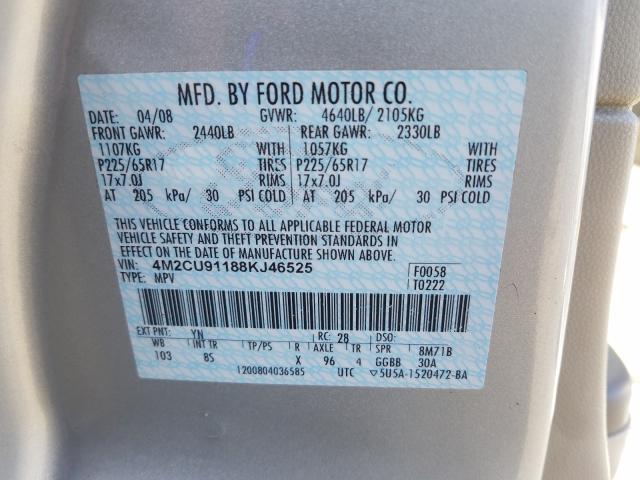 MFD. BY FORD MOTOR CO.
DATE: 04/08 GVWR: 4640LB/ 2105KG
FRONT GAWR: 2440LB REAR GAWR: 2330LB
1107KG WITH 1057KG WITH
P225/65R17 TIRES P225/65R17 TIRES
17x7.0J RIMS 17x7.0J RIMS
AT 205 kPa/ 30 PSI COLD AT 205 kPa/ 30 PSI COLD
THIS VEHICLE CONFORMS TO ALL APPLICABLE FEDERAL MOTOR
VEHICLE SAFETY AND THEFT PREVENTION STANDARDS IN
EFFECT ON THE DATE OF MANUFACTURE SHOWN ABOVE.
VIN: 4M2CU91188KJ46525 F0058
TYPE: MPV T0222
EXT PNT: YN RC: 28 DSO:
WB INT TR TP/PS R AXLE TR SPR 8M71B
103 BS X 96 4 GGBB 30A
1200804036585 UTC ▽5U5A-1520472-BA